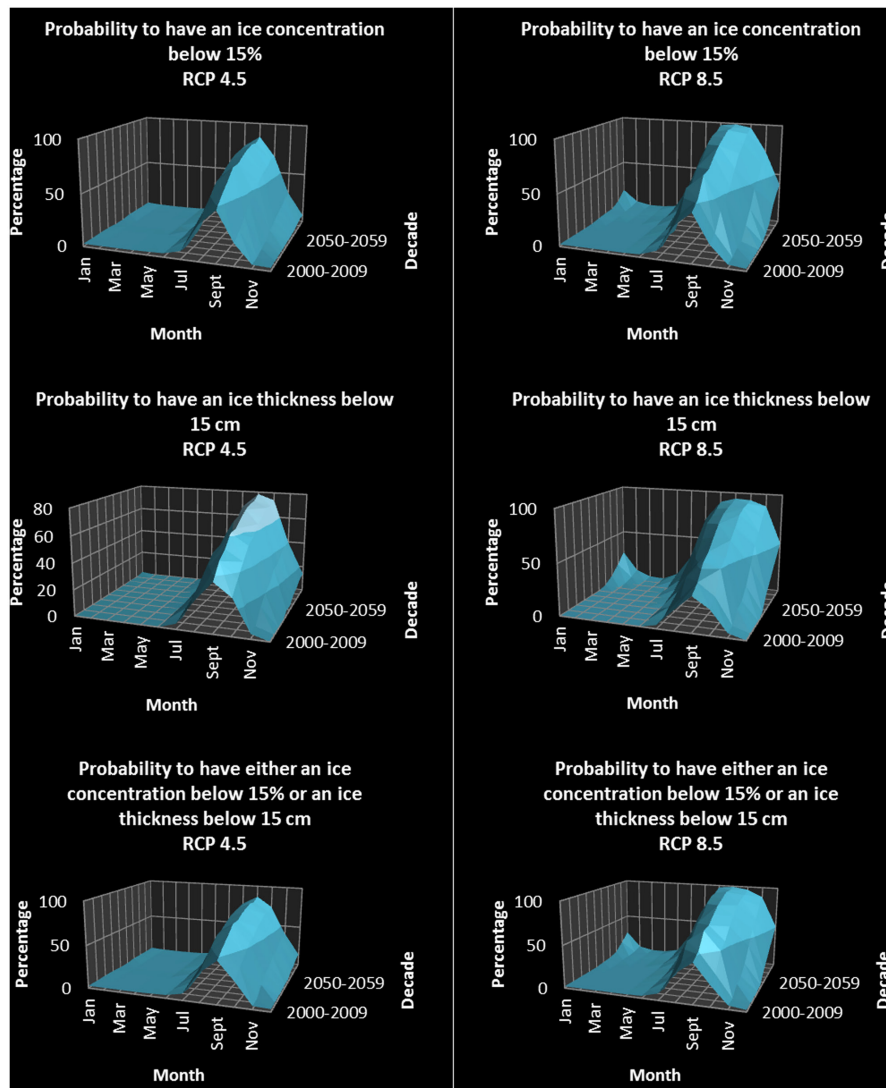 Probability to have an ice concentration
below 15%
RCP 4.5
Percentage
100
50
0
Jan
Mar
May
Jul
Sept
Nov
Month
2050-2059
2000-2009
Decade
Probability to have an ice concentration
below 15%
RCP 8.5
Percentage
100
50
0
Jan
Mar
May
Jul
Sept
Nov
Month
2050-2059
2000-2009
Decade
Probability to have an ice thickness below
15 cm
RCP 4.5
Percentage
80
60
40
20
0
Jan
Mar
May
Jul
Sept
Nov
Month
2050-2059
2000-2009
Decade
Probability to have an ice thickness below
15 cm
RCP 8.5
Percentage
100
50
0
Jan
Mar
May
Jul
Sept
Nov
Month
2050-2059
2000-2009
Decade
Probability to have either an ice
concentration below 15% or an ice
thickness below 15 cm
RCP 4.5
Percentage
100
50
0
Jan
Mar
May
Jul
Sept
Nov
Month
2050-2059
2000-2009
Decade
Probability to have either an ice
concentration below 15% or an ice
thickness below 15 cm
RCP 8.5
Percentage
100
50
0
Jan
Mar
May
Jul
Sept
Nov
Month
2050-2059
2000-2009
Decade